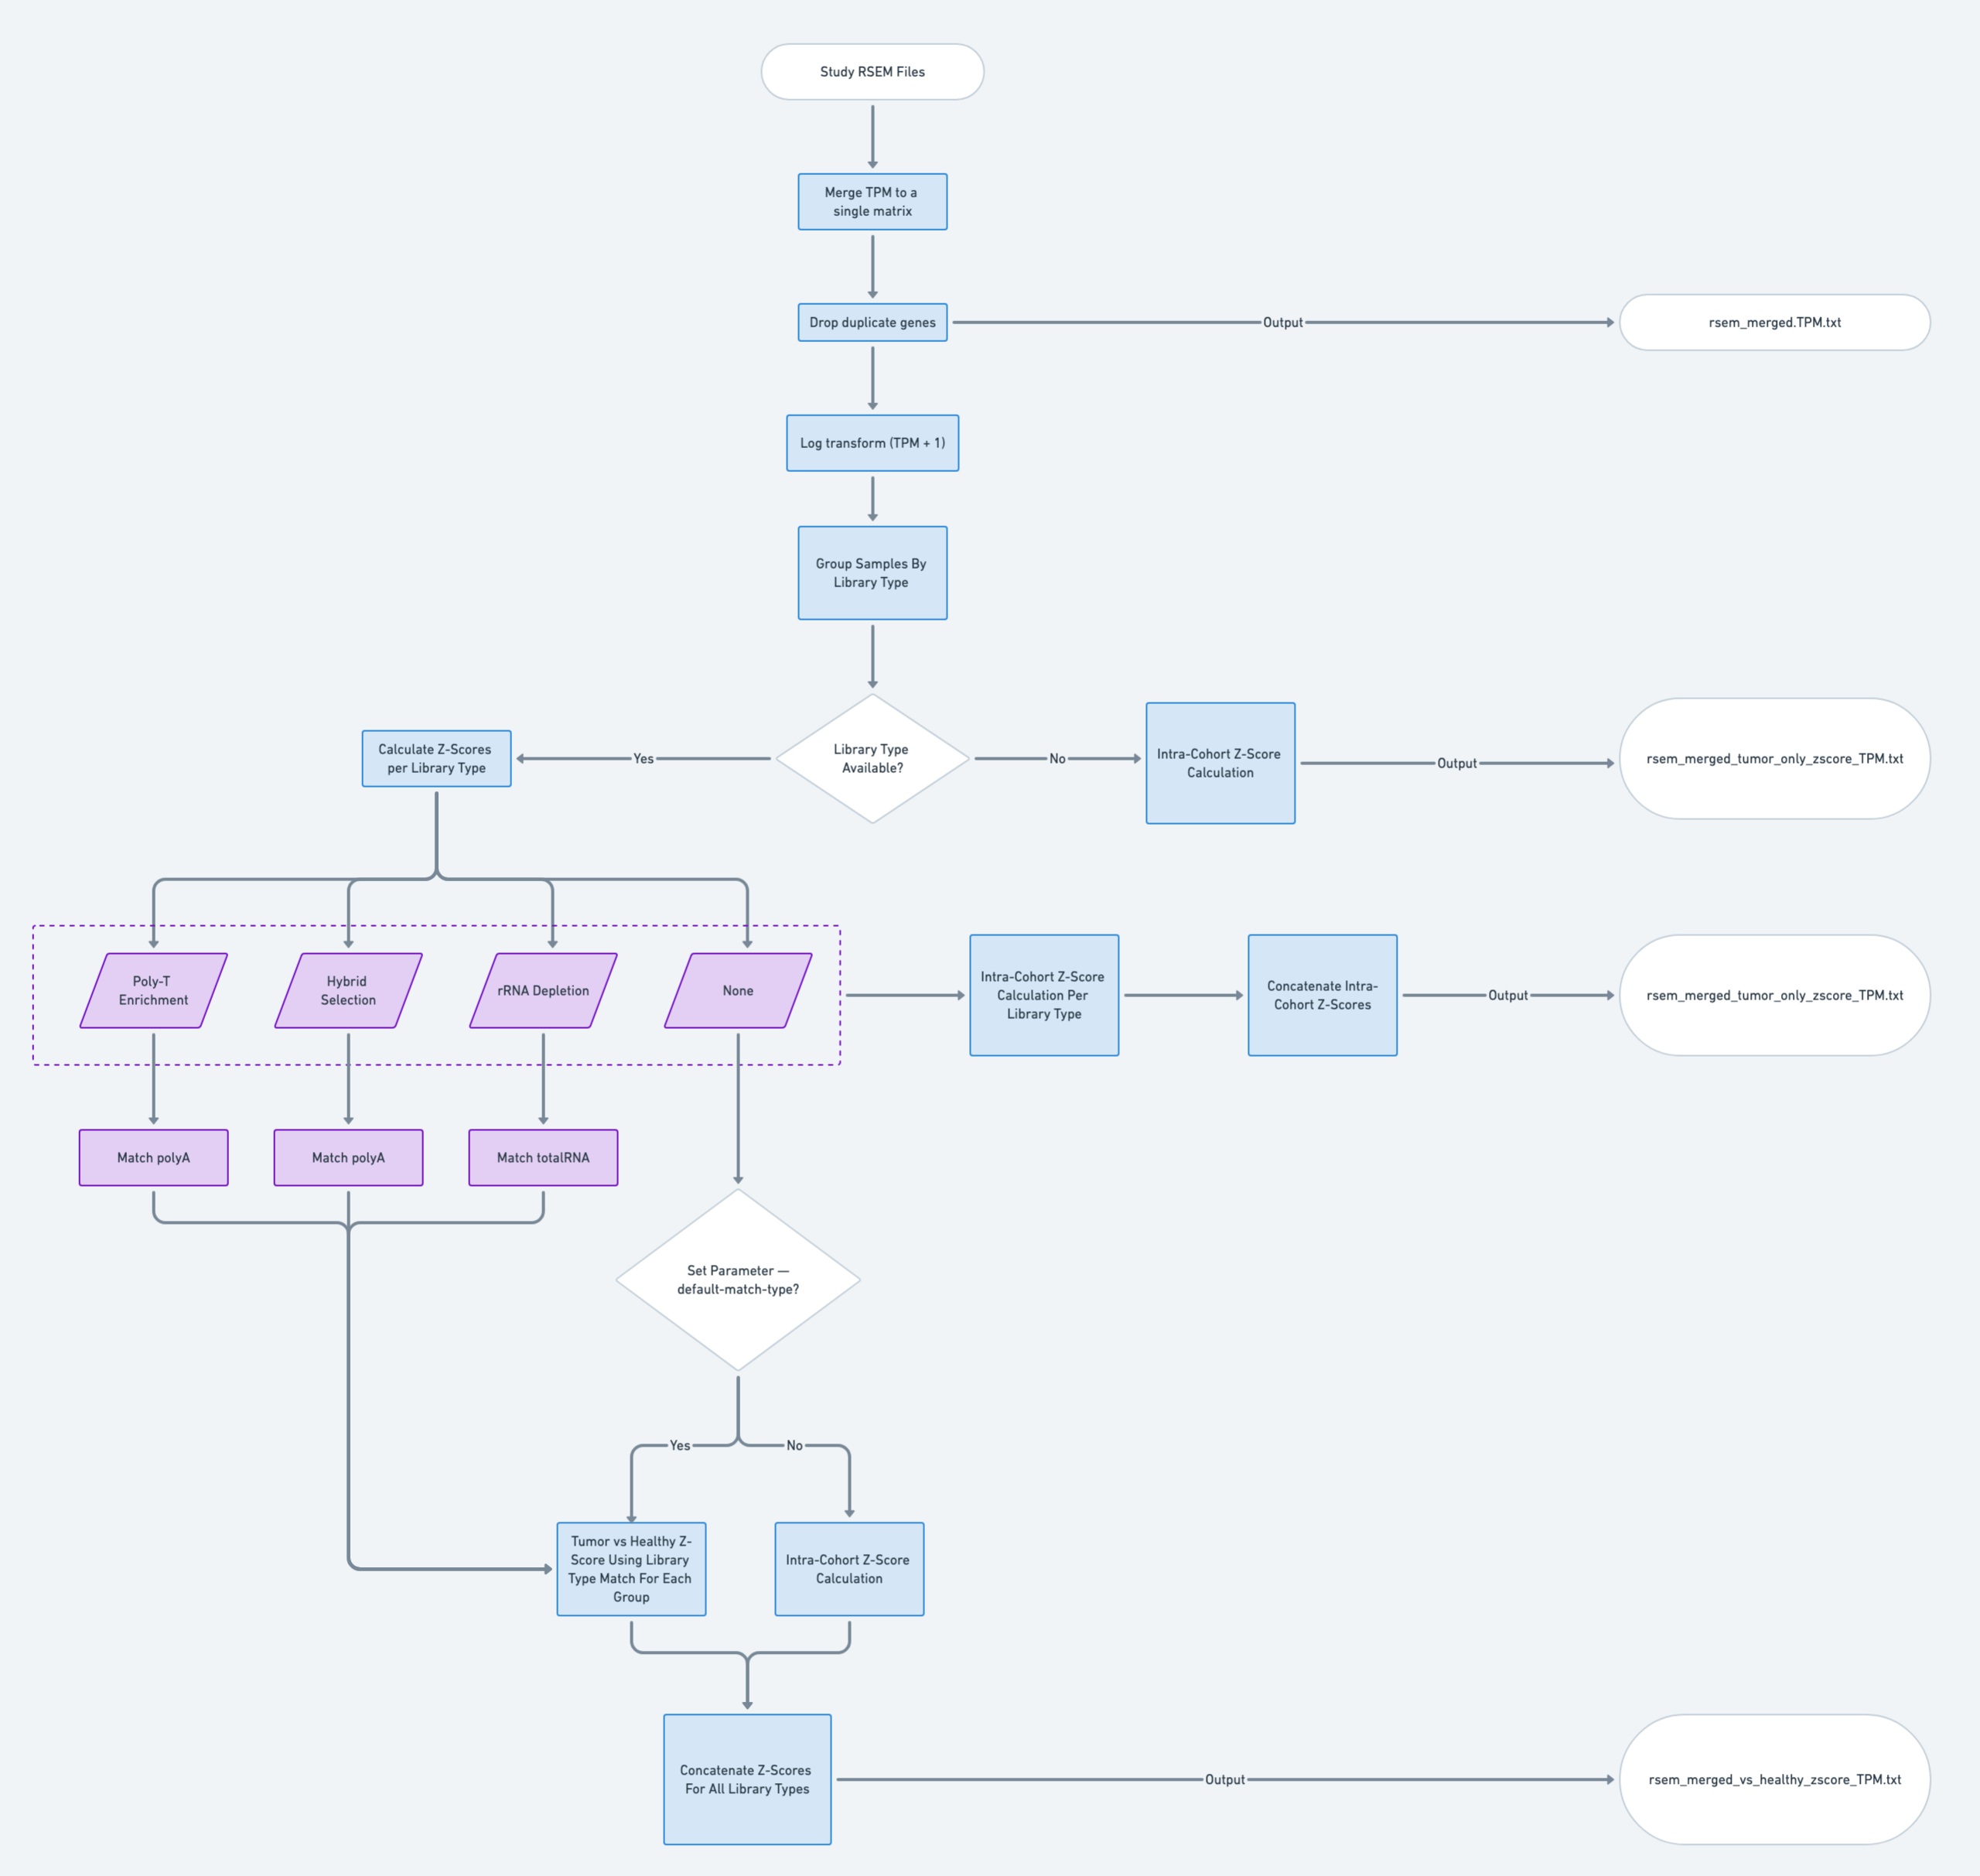 Study RSEM Files
Merge TPM to a
single matrix
Drop duplicate genes
Output
rsem_merged.TPM.txt
Log transform (TPM + 1)
Group Samples By
Library Type
Library Type
Available?
Yes
Calculate Z-Scores
per Library Type
No
Intra-Cohort Z-Score
Calculation
Output
rsem_merged_tumor_only_zscore_TPM.txt
Poly-T
Enrichment
Hybrid
Selection
rRNA Depletion
None
Intra-Cohort Z-Score
Calculation Per
Library Type
Concatenate Intra-
Cohort Z-Scores
Output
rsem_merged_tumor_only_zscore_TPM.txt
Match polyA
Match polyA
Match totalRNA
Set Parameter —
default-match-type?
Yes
No
Tumor vs Healthy Z-
Score Using Library
Type Match For Each
Group
Intra-Cohort Z-Score
Calculation
Concatenate Z-Scores
For All Library Types
Output
rsem_merged_vs_healthy_zscore_TPM.txt